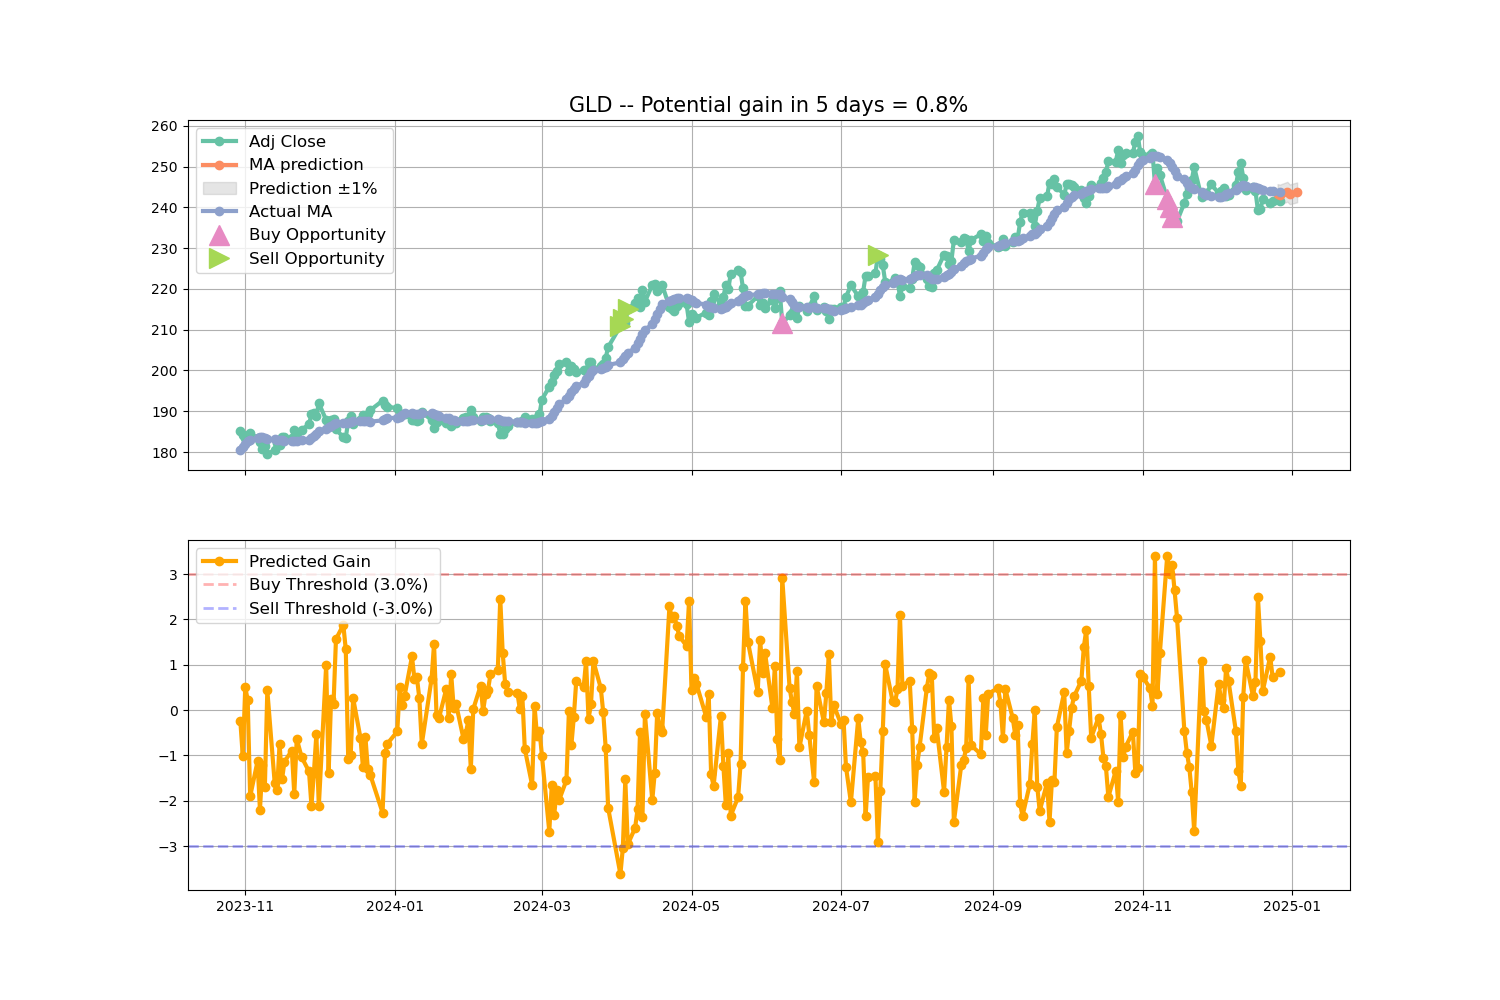 GLD -- Potential gain in 5 days = 0.8%
260
250
240
230
220
210
200
190
180
Adj Close
MA prediction
Prediction ±1%
Actual MA
Buy Opportunity
Sell Opportunity
3
2
1
0
−1
−2
−3
Predicted Gain
Buy Threshold (3.0%)
Sell Threshold (-3.0%)
2023-11
2024-01
2024-03
2024-05
2024-07
2024-09
2024-11
2025-01